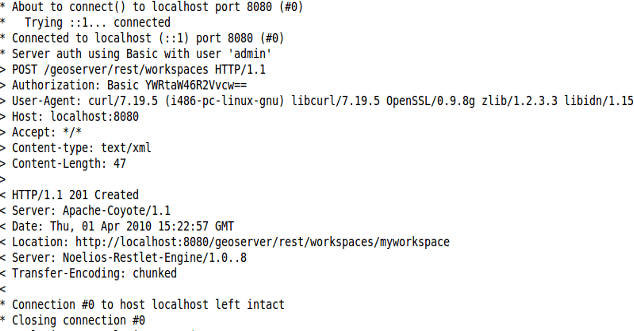 * About to connect() to localhost port 8080 (#0)
*   Trying ::1... connected
* Connected to localhost (::1) port 8080 (#0)
* Server auth using Basic with user 'admin'
> POST /geoserver/rest/workspaces HTTP/1.1
> Authorization: Basic YWRtaW46R2Vvcw==
> User-Agent: curl/7.19.5 (i486-pc-linux-gnu) libcurl/7.19.5 OpenSSL/0.9.8g zlib/1.2.3.3 libidn/1.15
> Host: localhost:8080
> Accept: */*
> Content-type: text/xml
> Content-Length: 47
>
< HTTP/1.1 201 Created
< Server: Apache-Coyote/1.1
< Date: Thu, 01 Apr 2010 15:22:57 GMT
< Location: http://localhost:8080/geoserver/rest/workspaces/myworkspace
< Server: Noelios-Restlet-Engine/1.0..8
< Transfer-Encoding: chunked
<
* Connection #0 to host localhost left intact
* Closing connection #0